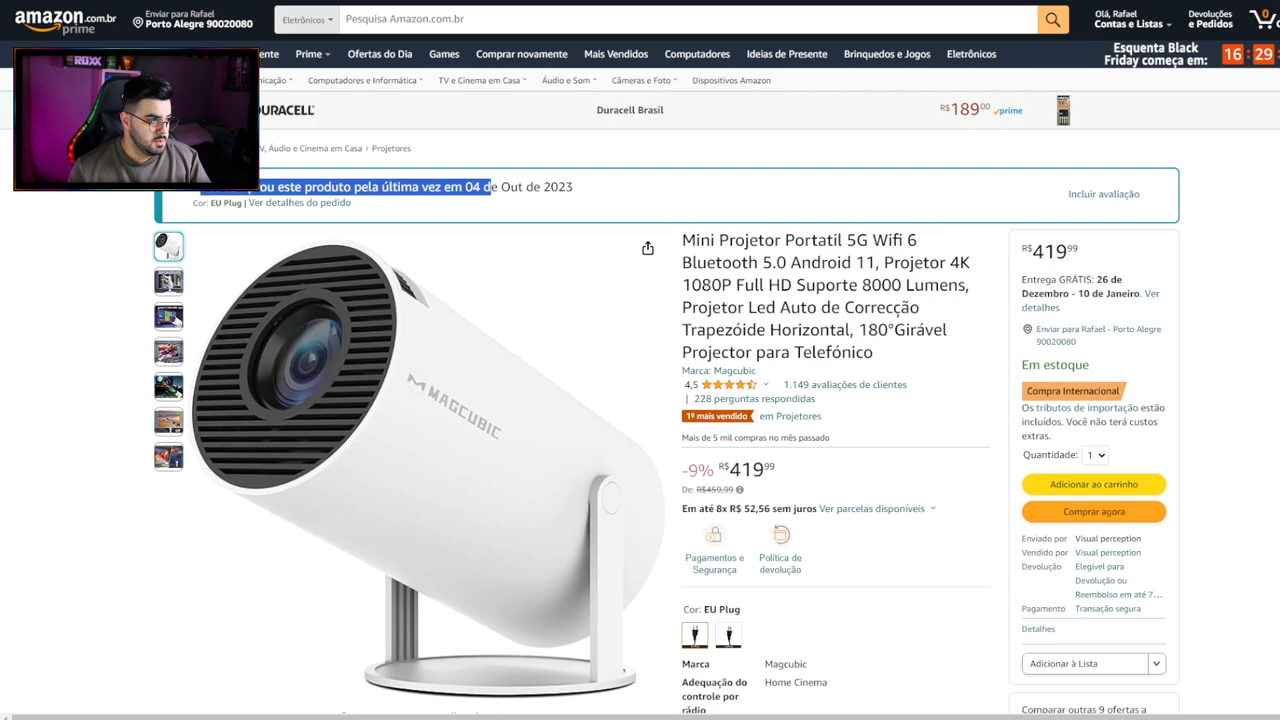 amazon.com.br
prime
Enviar para Rafael
Porto Alegre 90020080
Eletrônicos
Pesquisa Amazon.com.br
Olá, Rafael
Contas e Listas
Devoluções
e Pedidos
0
ente
Prime
Ofertas do Dia
Games
Comprar novamente
Mais Vendidos
Computadores
Ideias de Presente
Brinquedos e Jogos
Eletrônicos
Esquenta Black
Friday começa em:
16 : 29
nicação
Computadores e Informática
TV e Cinema em Casa
Áudio e Som
Câmeras e Foto
Dispositivos Amazon
DURACELL
Duracell Brasil
R$ 189 00 prime
V, Áudio e Cinema em Casa › Projetores
rou este produto pela última vez em 04 de Out de 2023
Cor: EU Plug | Ver detalhes do pedido
Incluir avaliação
MAGCUBIC
Mini Projetor Portatil 5G Wifi 6
Bluetooth 5.0 Android 11, Projetor 4K
1080P Full HD Suporte 8000 Lumens,
Projetor Led Auto de Correcção
Trapezóide Horizontal, 180°Girável
Projector para Telefónico
Marca: Magcubic
4,5 1.149 avaliações de clientes
| 228 perguntas respondidas
1º mais vendido em Projetores
Mais de 5 mil compras no mês passado
-9% R$ 419 99
De: R$459,99
Em até 8x R$ 52,56 sem juros Ver parcelas disponíveis
Pagamentos e
Segurança
Política de
devolução
Cor: EU Plug
Marca Magcubic
Adequação do Home Cinema
controle por
rádio
R$ 419 99
Entrega GRÁTIS: 26 de
Dezembro - 10 de Janeiro. Ver
detalhes
Enviar para Rafael - Porto Alegre
90020080
Em estoque
Compra Internacional
Os tributos de importação estão
incluídos. Você não terá custos
extras.
Quantidade: 1
Adicionar ao carrinho
Comprar agora
Enviado por Visual perception
Vendido por Visual perception
Devolução Elegível para
Devolução ou
Reembolso em até 7...
Pagamento Transação segura
Detalhes
Adicionar à Lista
Comparar outras 9 ofertas a